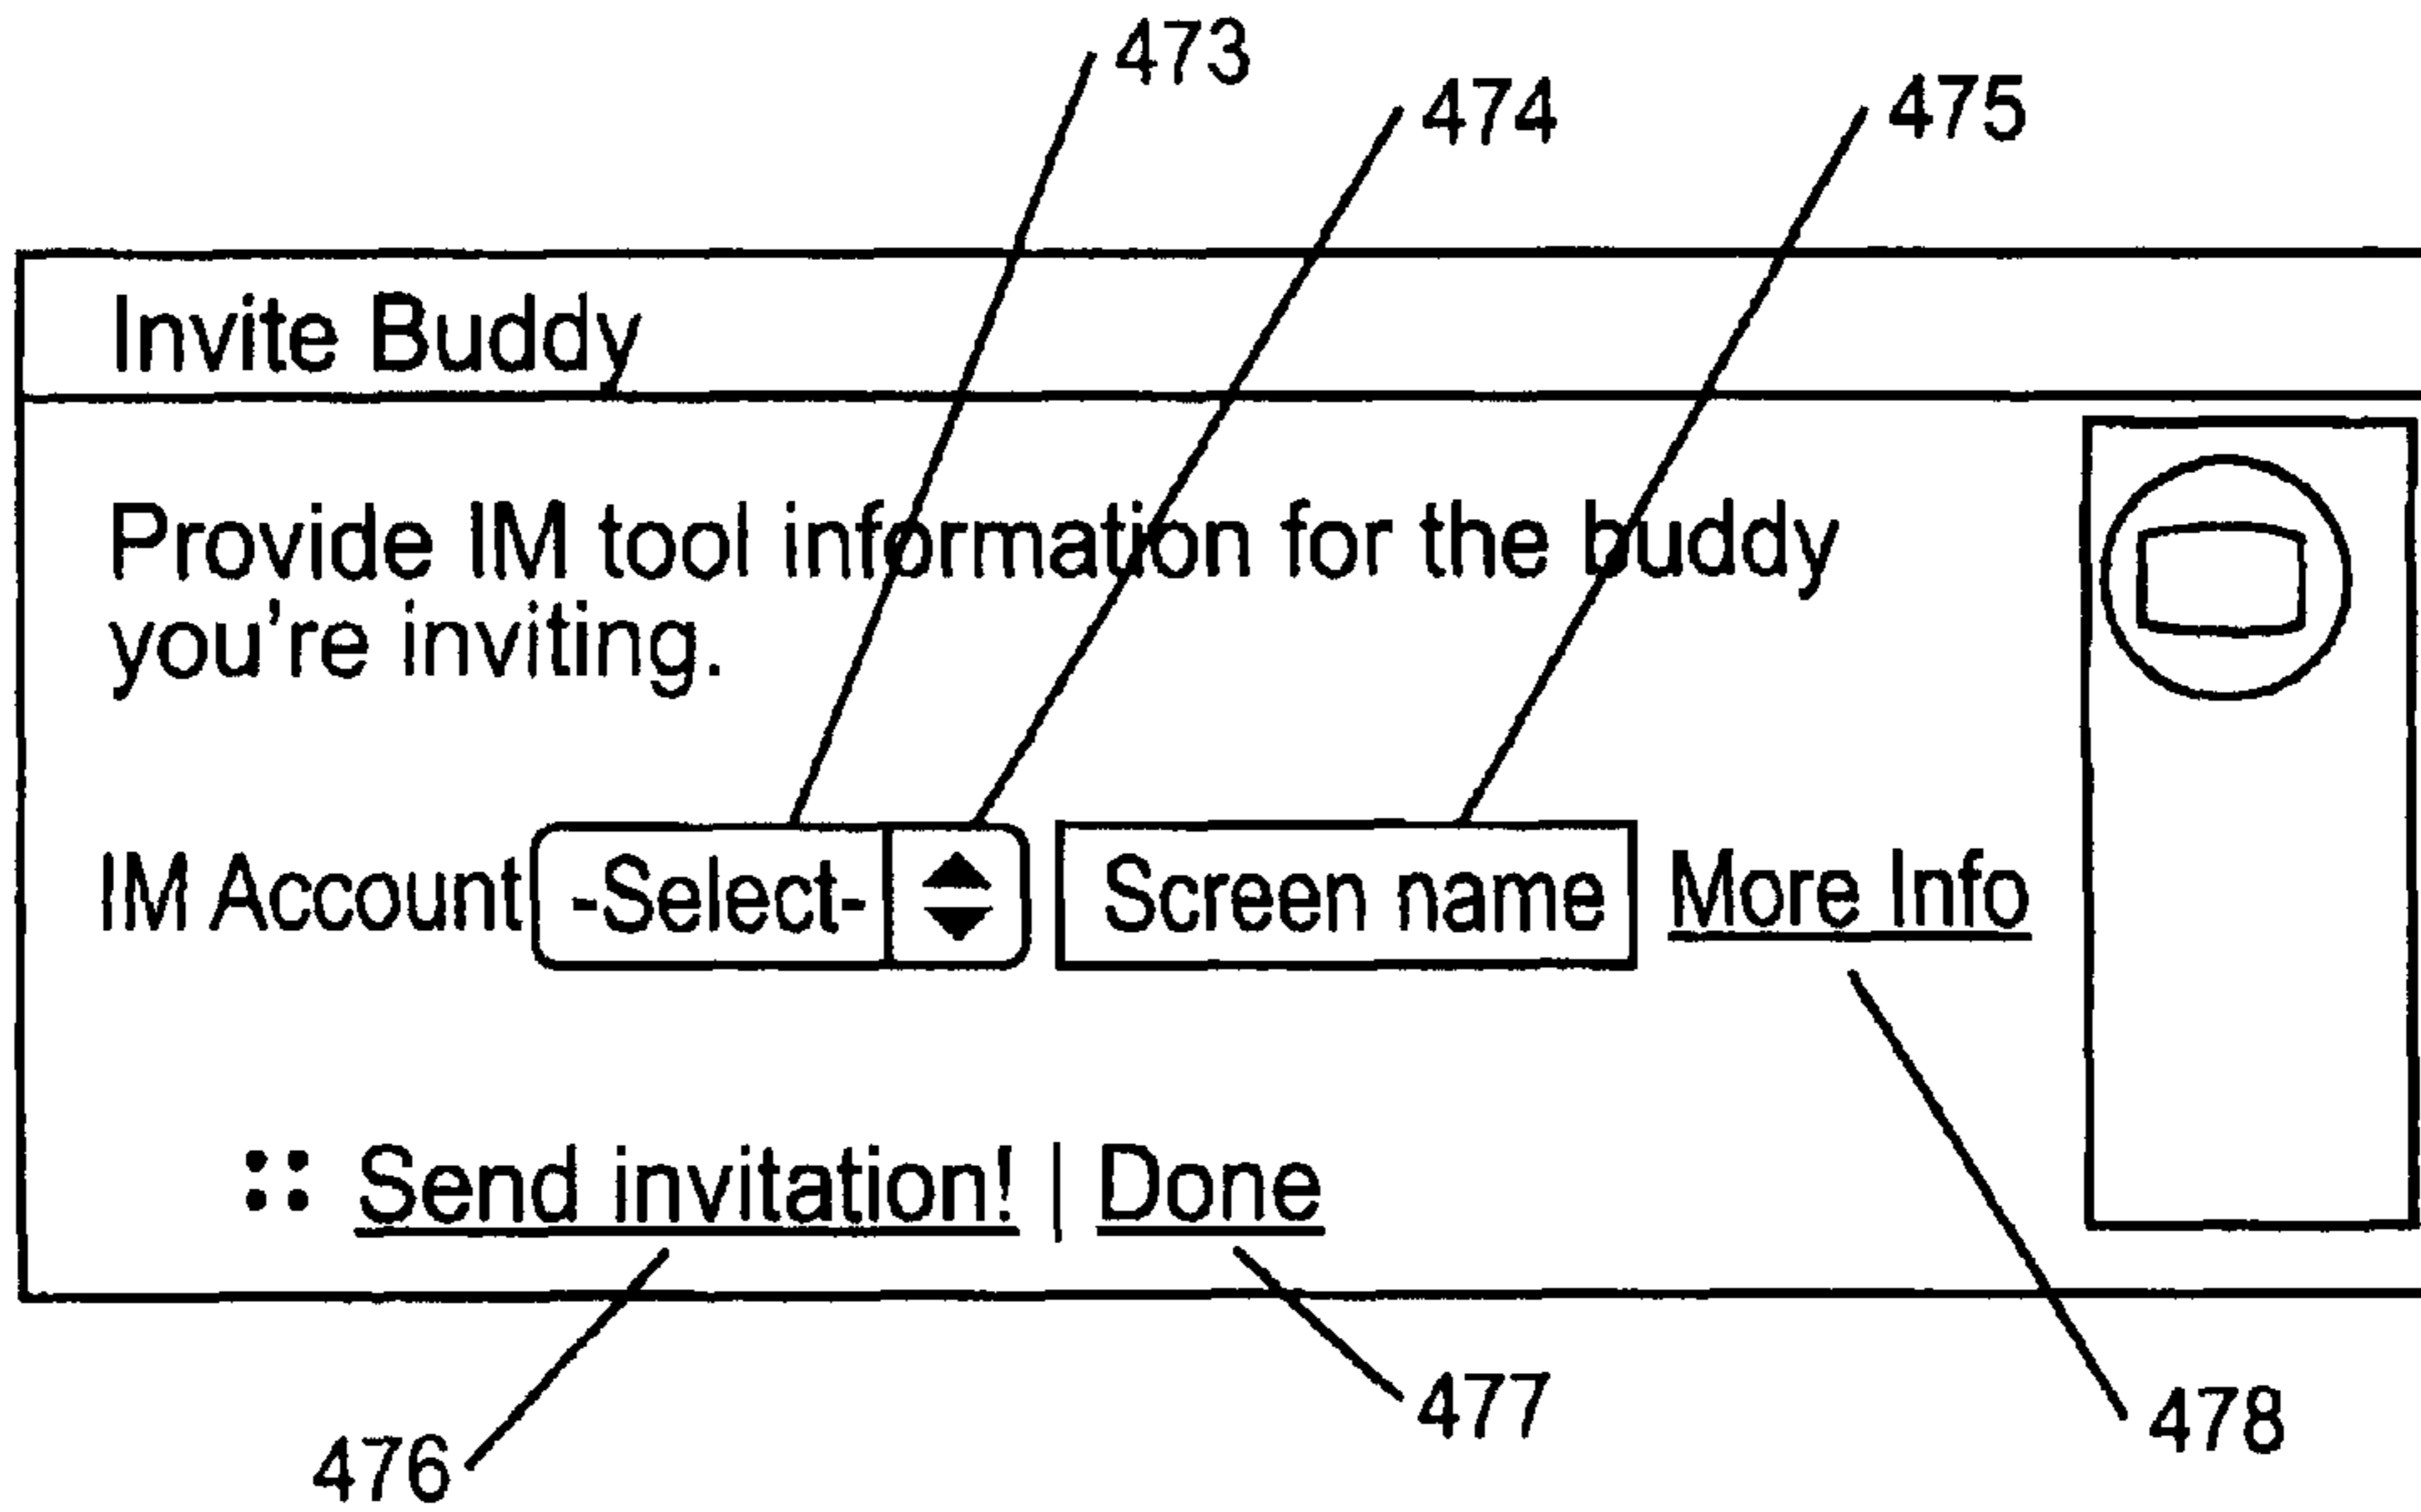 473
474
475
Invite Buddy
Provide IM tool information for the buddy
you're inviting.
IM Account -Select- Screen name More Info
Send invitation! | Done
476
477
478